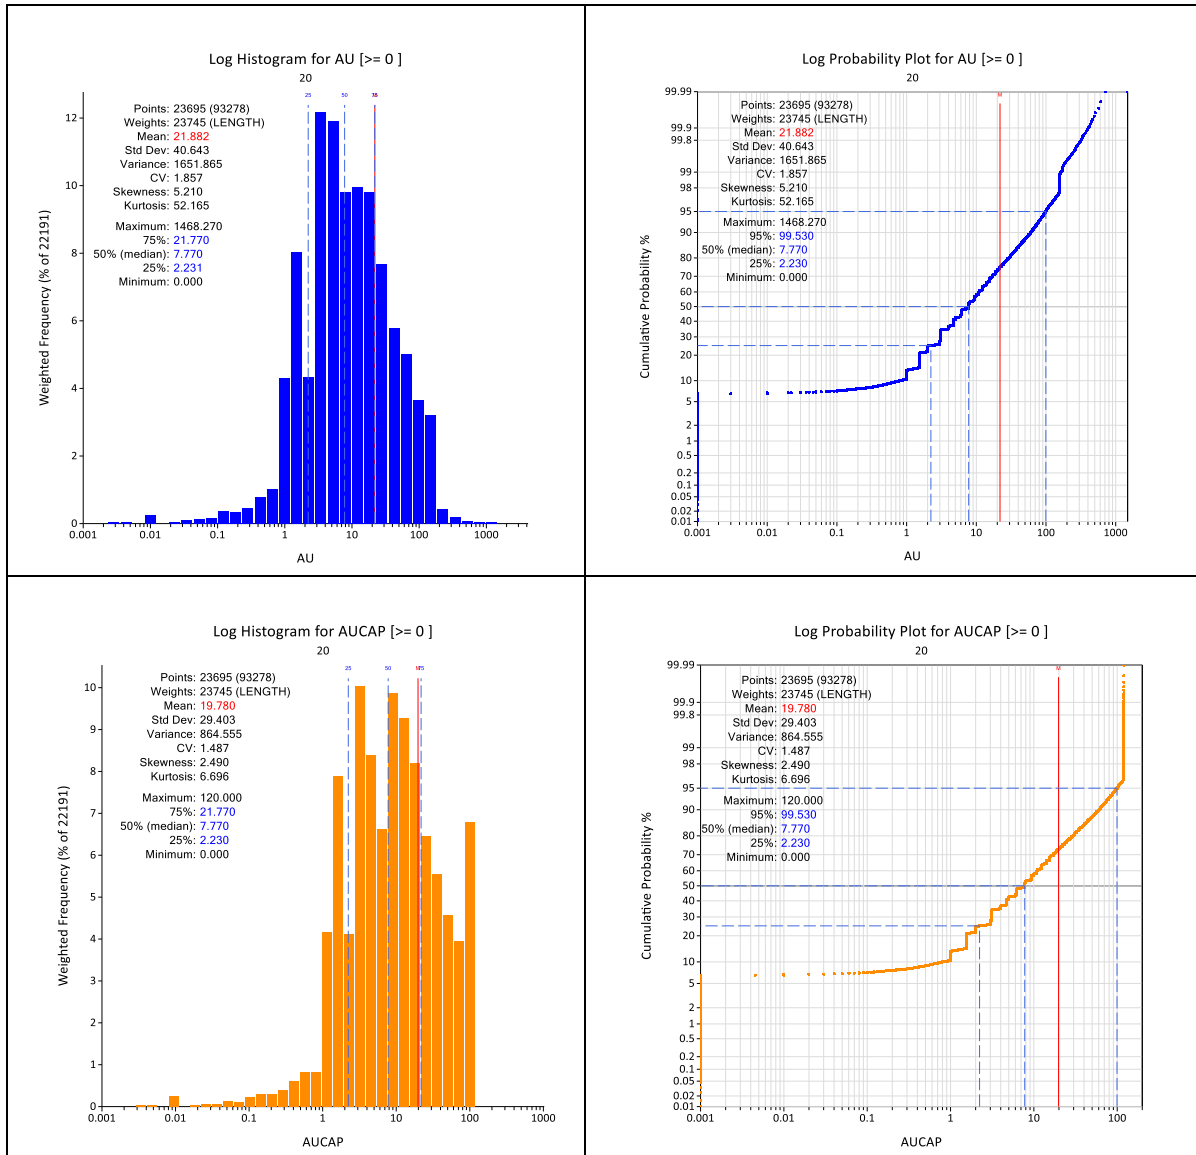 Log Histogram for AU [>= 0 ]
20
25
50
Points: 23695 (93278)
Weights: 23745 (LENGTH)
Mean: 21.882
Std Dev: 40.643
Variance: 1651.865
CV: 1.857
Skewness: 5.210
Kurtosis: 52.165
Maximum: 1468.270
75%: 21.770
50% (median): 7.770
25%: 2.231
Minimum: 0.000
Weighted Frequency (% of 22191)
12
10
8
6
4
2
0
0.001
0.01
0.1
1
10
100
1000
AU
Log Probability Plot for AU [>= 0 ]
20
M
Points: 23695 (93278)
Weights: 23745 (LENGTH)
Mean: 21.882
Std Dev: 40.643
Variance: 1651.865
CV: 1.857
Skewness: 5.210
Kurtosis: 52.165
Maximum: 1468.270
95%: 99.530
50% (median): 7.770
25%: 2.230
Minimum: 0.000
Cumulative Probability %
99.99
99.9
99.8
99
98
95
90
80
70
60
50
40
30
20
10
5
2
1
0.5
0.2
0.1
0.05
0.02
0.01
0.001
0.01
0.1
1
10
100
1000
AU
Log Histogram for AUCAP [>= 0 ]
20
25
50
M
75
Points: 23695 (93278)
Weights: 23745 (LENGTH)
Mean: 19.780
Std Dev: 29.403
Variance: 864.555
CV: 1.487
Skewness: 2.490
Kurtosis: 6.696
Maximum: 120.000
75%: 21.770
50% (median): 7.770
25%: 2.230
Minimum: 0.000
Weighted Frequency (% of 22191)
10
9
8
7
6
5
4
3
2
1
0
0.001
0.01
0.1
1
10
100
1000
AUCAP
Log Probability Plot for AUCAP [>= 0 ]
20
M
Points: 23695 (93278)
Weights: 23745 (LENGTH)
Mean: 19.780
Std Dev: 29.403
Variance: 864.555
CV: 1.487
Skewness: 2.490
Kurtosis: 6.696
Maximum: 120.000
95%: 99.530
50% (median): 7.770
25%: 2.230
Minimum: 0.000
Cumulative Probability %
99.99
99.9
99.8
99
98
95
90
80
70
60
50
40
30
20
10
5
2
1
0.5
0.2
0.1
0.05
0.02
0.01
0.001
0.01
0.1
1
10
100
AUCAP